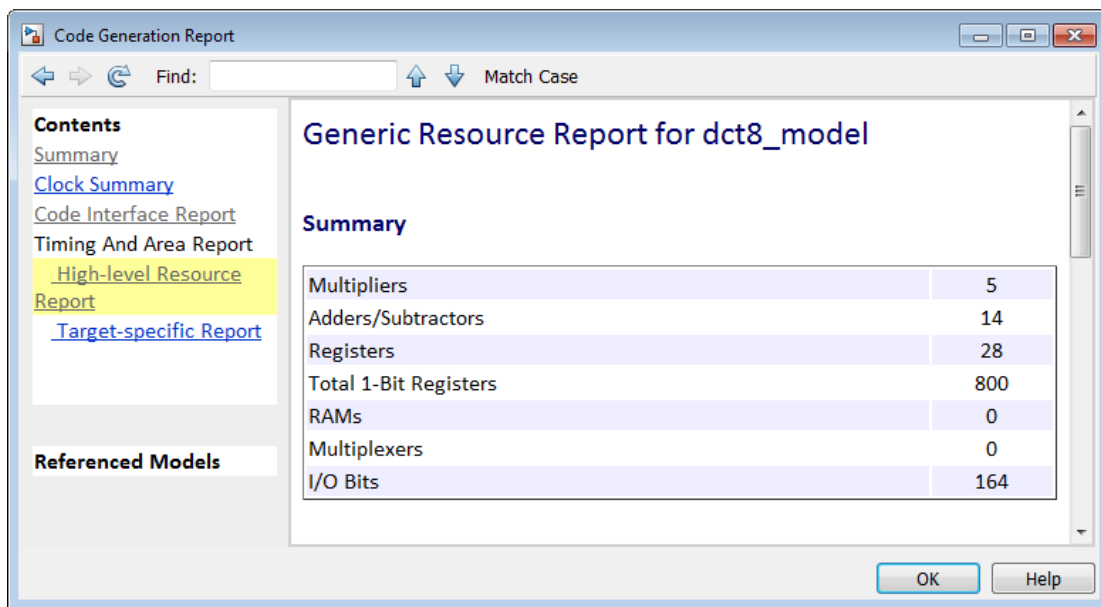 Code Generation Report
Find:
Match Case
Contents
Summary
Clock Summary
Code Interface Report
Timing And Area Report
High-level Resource
Report
Target-specific Report
Referenced Models
Generic Resource Report for dct8_model
Summary
Multipliers 5
Adders/Subtractors 14
Registers 28
Total 1-Bit Registers 800
RAMs 0
Multiplexers 0
I/O Bits 164
OK
Help